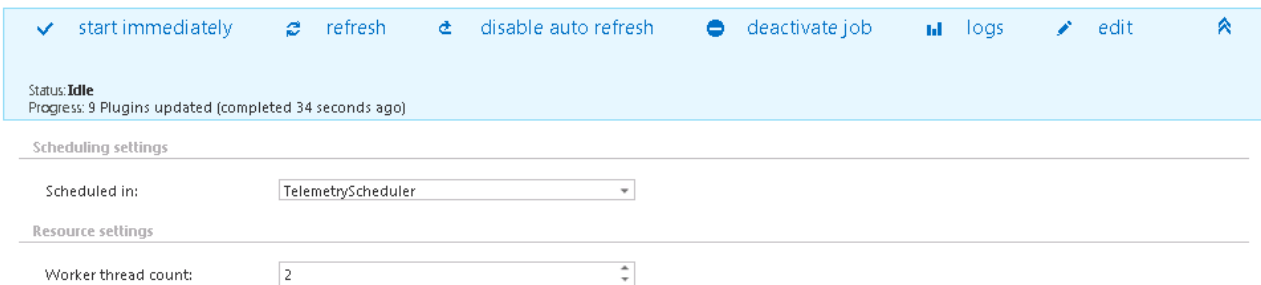 start immediately refresh disable auto refresh deactivate job logs edit
Status: Idle
Progress: 9 Plugins updated (completed 34 seconds ago)
Scheduling settings
Scheduled in: TelemetryScheduler
Resource settings
Worker thread count: 2